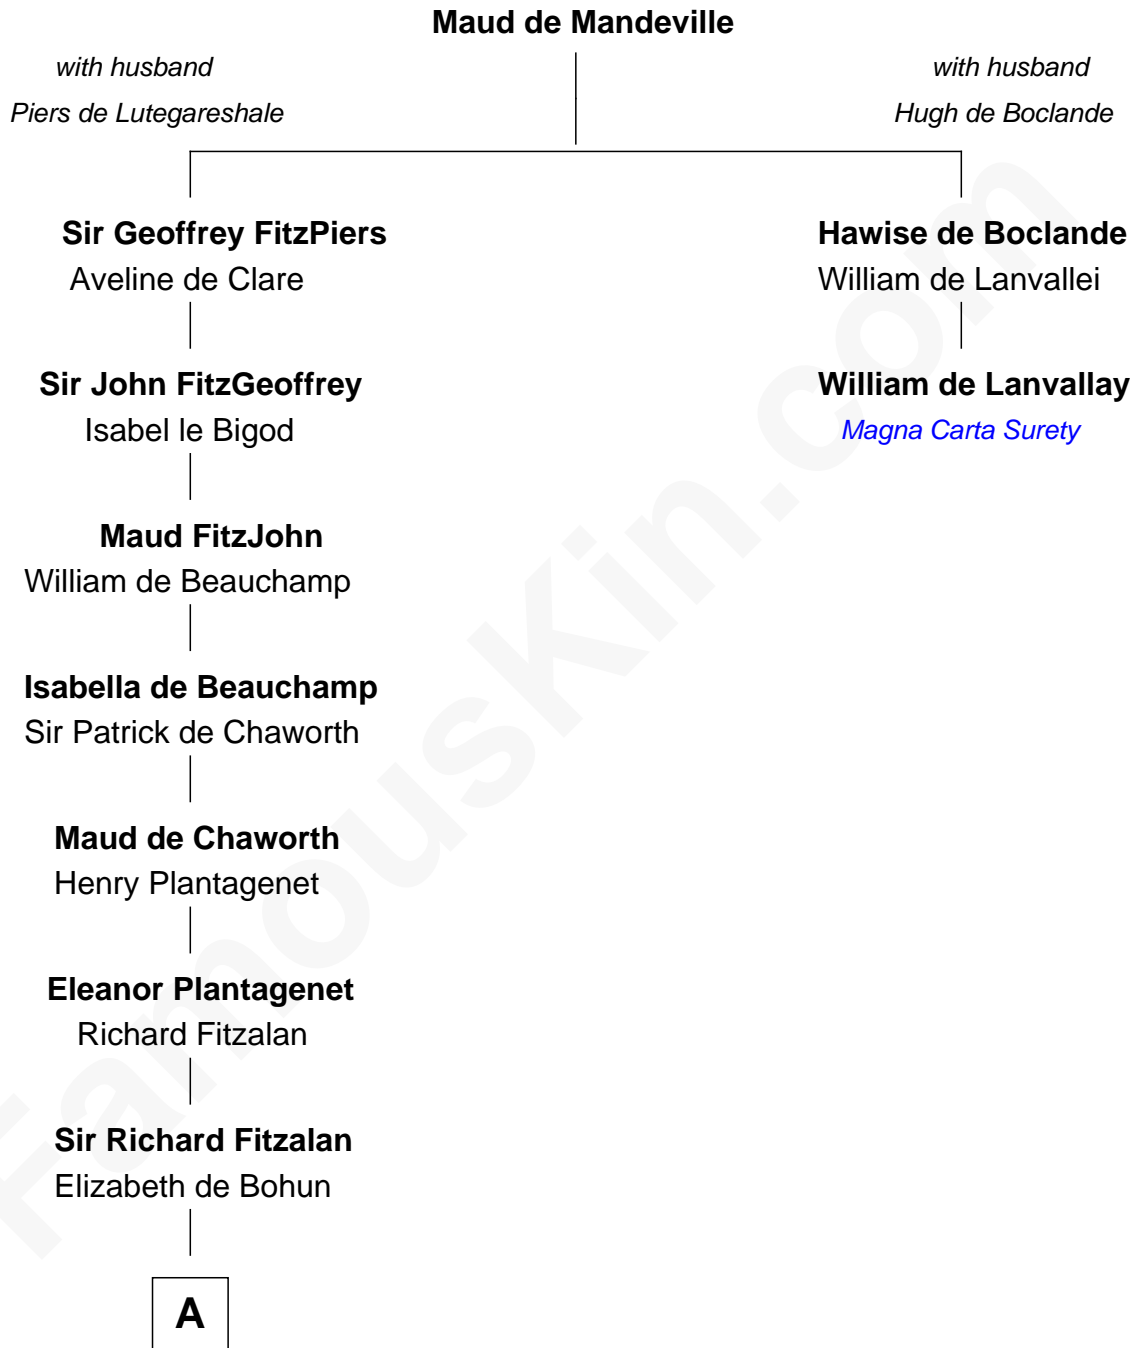 Maud de Mandeville
with husband
Piers de Lutegareshale
with husband
Hugh de Boclande
Sir Geoffrey FitzPiers
Aveline de Clare
Hawise de Boclande
William de Lanvallei
Sir John FitzGeoffrey
Isabel le Bigod
William de Lanvallay
Magna Carta Surety
Maud FitzJohn
William de Beauchamp
Isabella de Beauchamp
Sir Patrick de Chaworth
Maud de Chaworth
Henry Plantagenet
Eleanor Plantagenet
Richard Fitzalan
Sir Richard Fitzalan
Elizabeth de Bohun
A
FamousKin.com